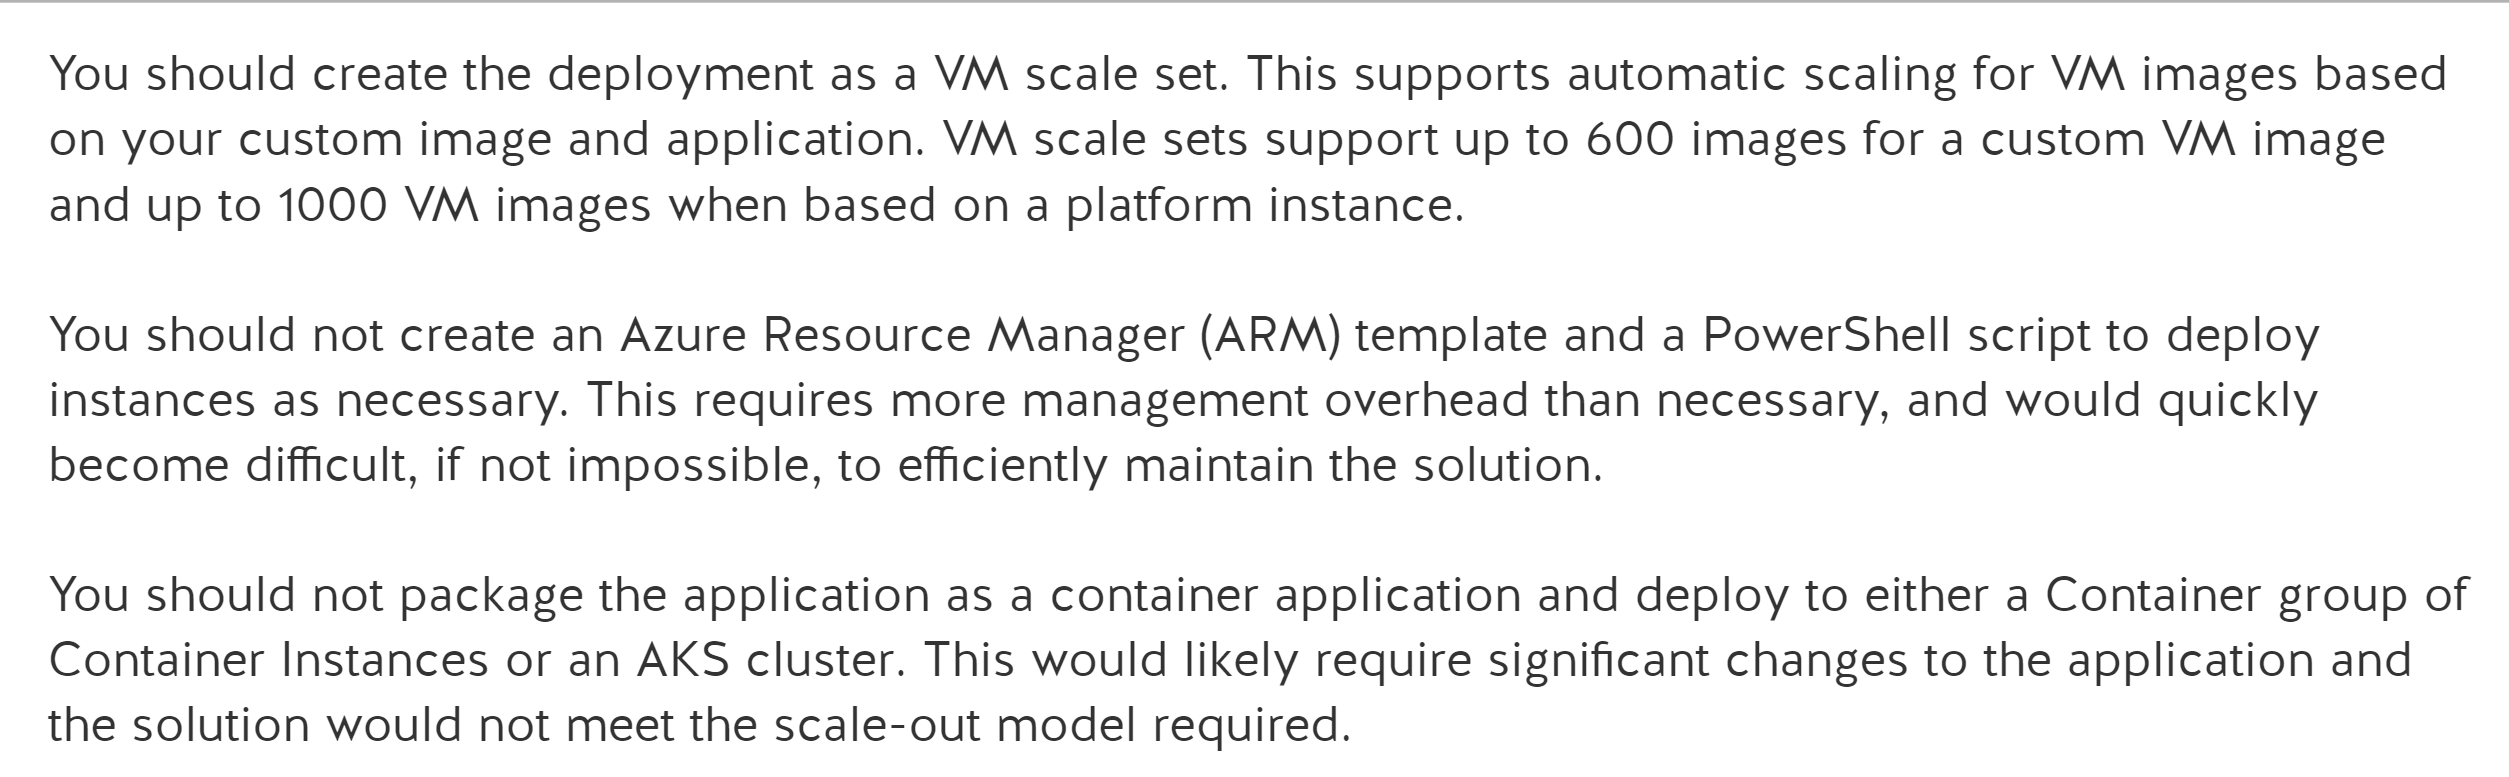 You should create the deployment as a VM scale set. This supports automatic scaling for VM images based
on your custom image and application. VM scale sets support up to 600 images for a custom VM image
and up to 1000 VM images when based on a platform instance.
You should not create an Azure Resource Manager (ARM) template and a PowerShell script to deploy
instances as necessary. This requires more management overhead than necessary, and would quickly
become difficult, if not impossible, to efficiently maintain the solution.
You should not package the application as a container application and deploy to either a Container group of
Container Instances or an AKS cluster. This would likely require significant changes to the application and
the solution would not meet the scale-out model required.